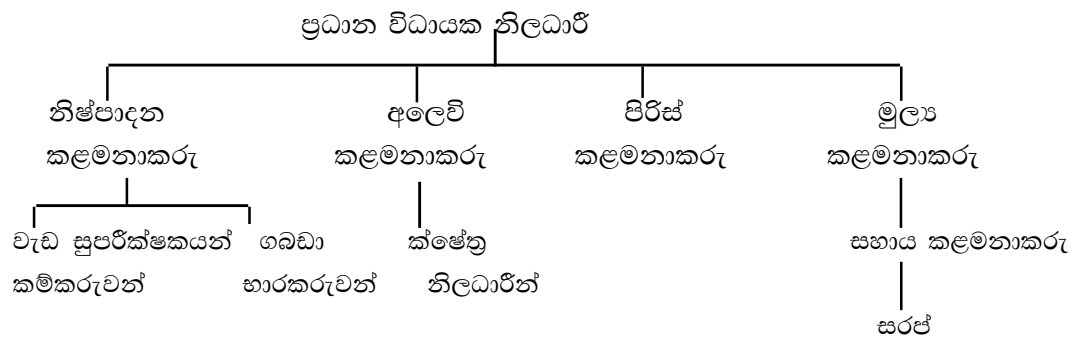 ප්‍රධාන විධායක නිලධාරී
නිෂ්පාදන අලෙවි පිරිස් මුල්‍ය
කළමනාකරු කළමනාකරු කළමනාකරු කළමනාකරු
වැඩ සුපරීක්ෂකයන් ගබඩා ක්ෂේත්‍ර සහාය කළමනාකරු
කම්කරුවන් භාරකරුවන් නිලධාරීන්
සරප්